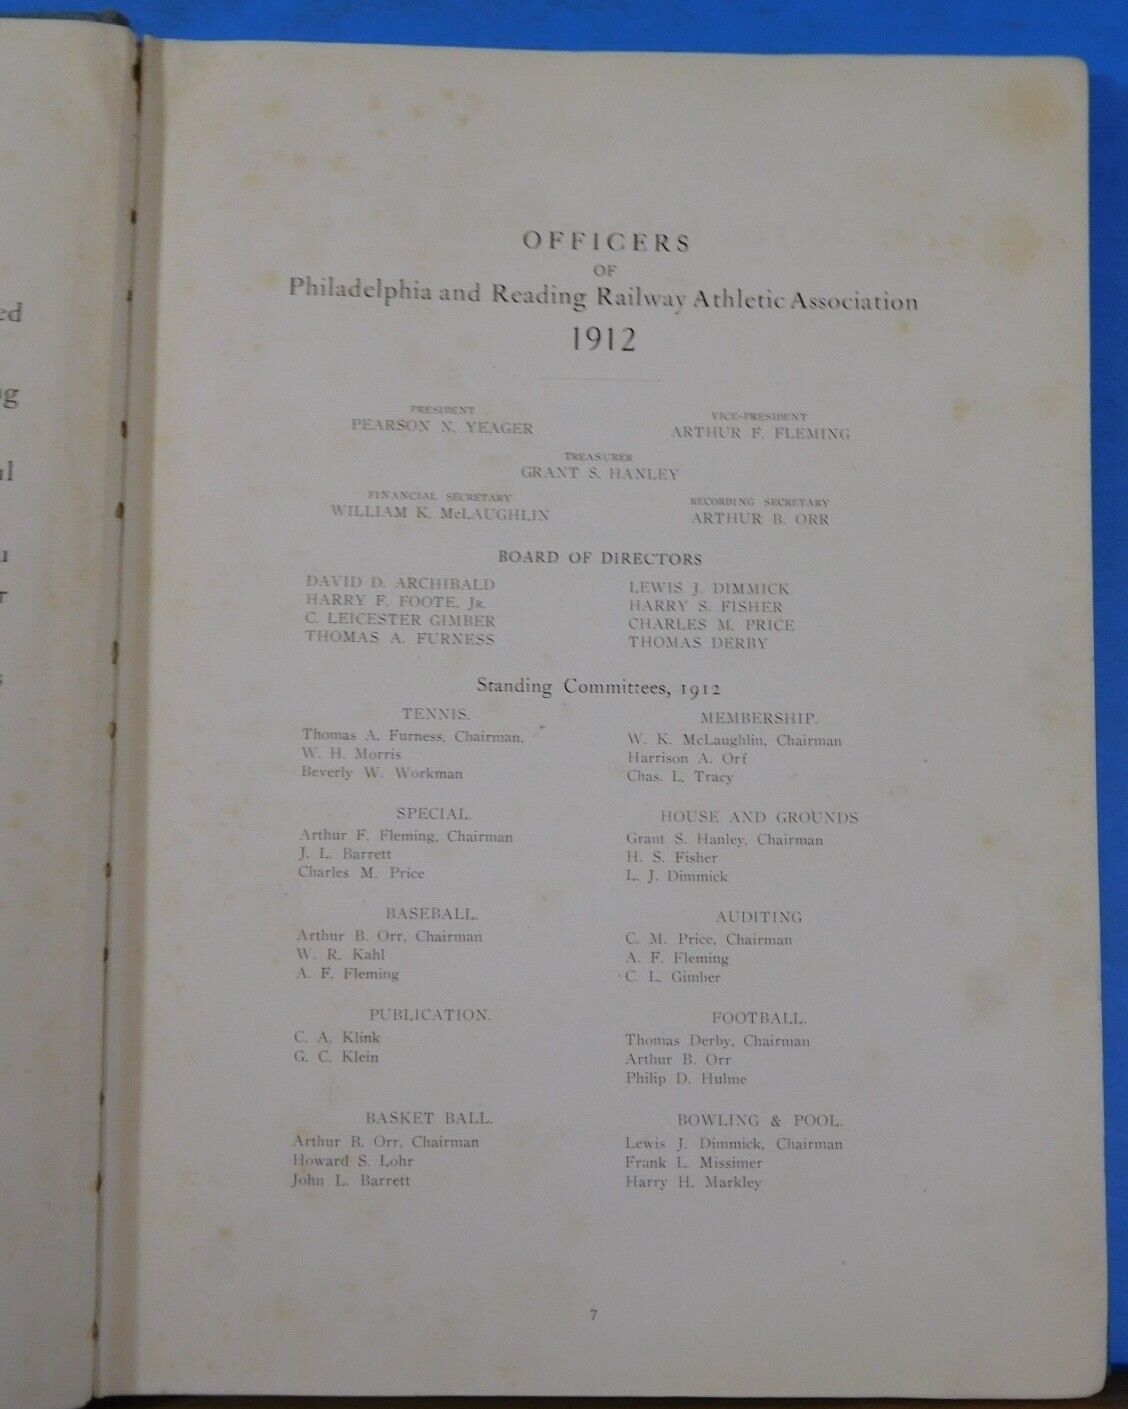 ed
ng
ul
u
r
s
OFFICERS
OF
Philadelphia and Reading Railway Athletic Association
1912
PRESIDENT
PEARSON N. YEAGER
VICE-PRESIDENT
ARTHUR F. FLEMING
TREASURER
GRANT S. HANLEY
FINANCIAL SECRETARY
WILLIAM K. McLAUGHLIN
RECORDING SECRETARY
ARTHUR B. ORR
BOARD OF DIRECTORS
DAVID D. ARCHIBALD
HARRY F. FOOTE, Jr.
C. LEICESTER GIMBER
THOMAS A. FURNESS
LEWIS J. DIMMICK
HARRY S. FISHER
CHARLES M. PRICE
THOMAS DERBY
Standing Committees, 1912
TENNIS.
Thomas A. Furness, Chairman.
W. H. Morris
Beverly W. Workman
MEMBERSHIP.
W. K. McLaughlin, Chairman
Harrison A. Orf
Chas. L. Tracy
SPECIAL.
Arthur F. Fleming, Chairman
J. L. Barrett
Charles M. Price
HOUSE AND GROUNDS
Grant S. Hanley, Chairman
H. S. Fisher
L. J. Dimmick
BASEBALL.
Arthur B. Orr, Chairman
W. R. Kahl
A. F. Fleming
AUDITING
C. M. Price, Chairman
A. F. Fleming
C. L. Gimber
PUBLICATION.
C. A. Klink
G. C. Klein
FOOTBALL.
Thomas Derby, Chairman
Arthur B. Orr
Philip D. Hulme
BASKET BALL.
Arthur B. Orr, Chairman
Howard S. Lohr
John L. Barrett
BOWLING & POOL.
Lewis J. Dimmick, Chairman
Frank L. Missimer
Harry H. Markley
7